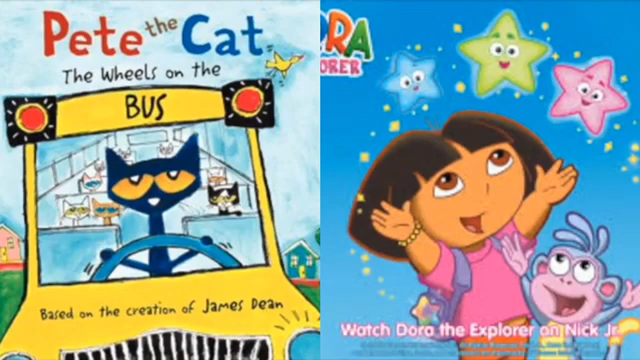 Pete the Cat
The Wheels on the
BUS
Based on the creation of James Dean
RA
ORER
Watch Dora the Explorer on Nick Jr